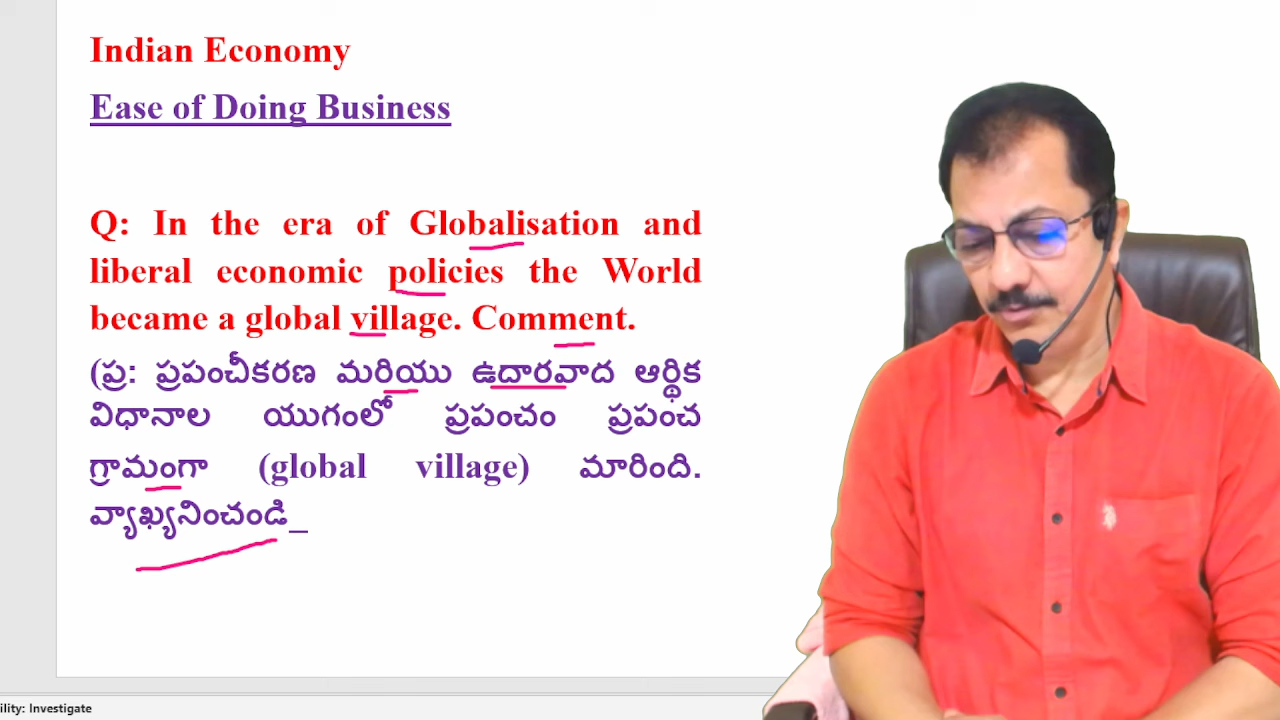 Indian Economy
Ease of Doing Business
Q: In the era of Globalisation and
liberal economic policies the World
became a global village. Comment.
(ప్ర: ప్రపంచీకరణ మరియు ఉదారవాద ఆర్థిక
విధానాల యుగంలో ప్రపంచం ప్రపంచ
గ్రామంగా (global village) మారింది.
వ్యాఖ్యనించండి_
ility: Investigate